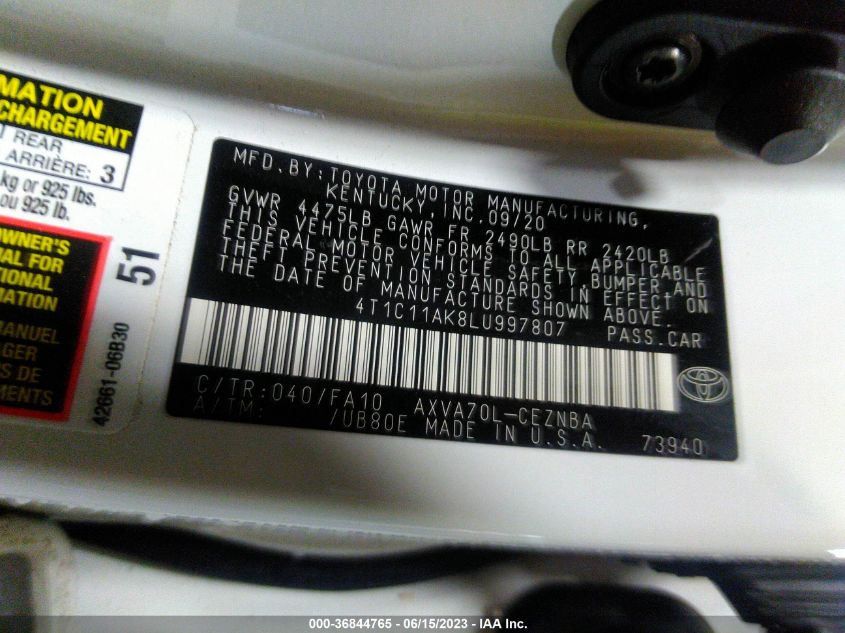 MATION
CHARGEMENT
REAR
ARRIÈRE: 3
kg or 925 lbs.
ou 925 lb.
OWNER'S
FOR
MANUEL
DE
51
42661-06B30
MFD. BY: TOYOTA MOTOR MANUFACTURING,
KENTUCKY, INC. 09/20
GVWR 4475LB GAWR FR 2490LB RR 2420LB
THIS VEHICLE CONFORMS TO ALL APPLICABLE
FEDERAL MOTOR VEHICLE SAFETY, BUMPER AND
THEFT PREVENTION STANDARDS IN EFFECT ON
THE DATE OF MANUFACTURE SHOWN ABOVE.
4T1C11AK8LU997807 PASS. CAR
C/TR: 040/FA10 AXVA70L-CEZNBA
A/TM: /UB80E MADE IN U.S.A. 73940
000-36844765 - 06/15/2023 - IAA Inc.